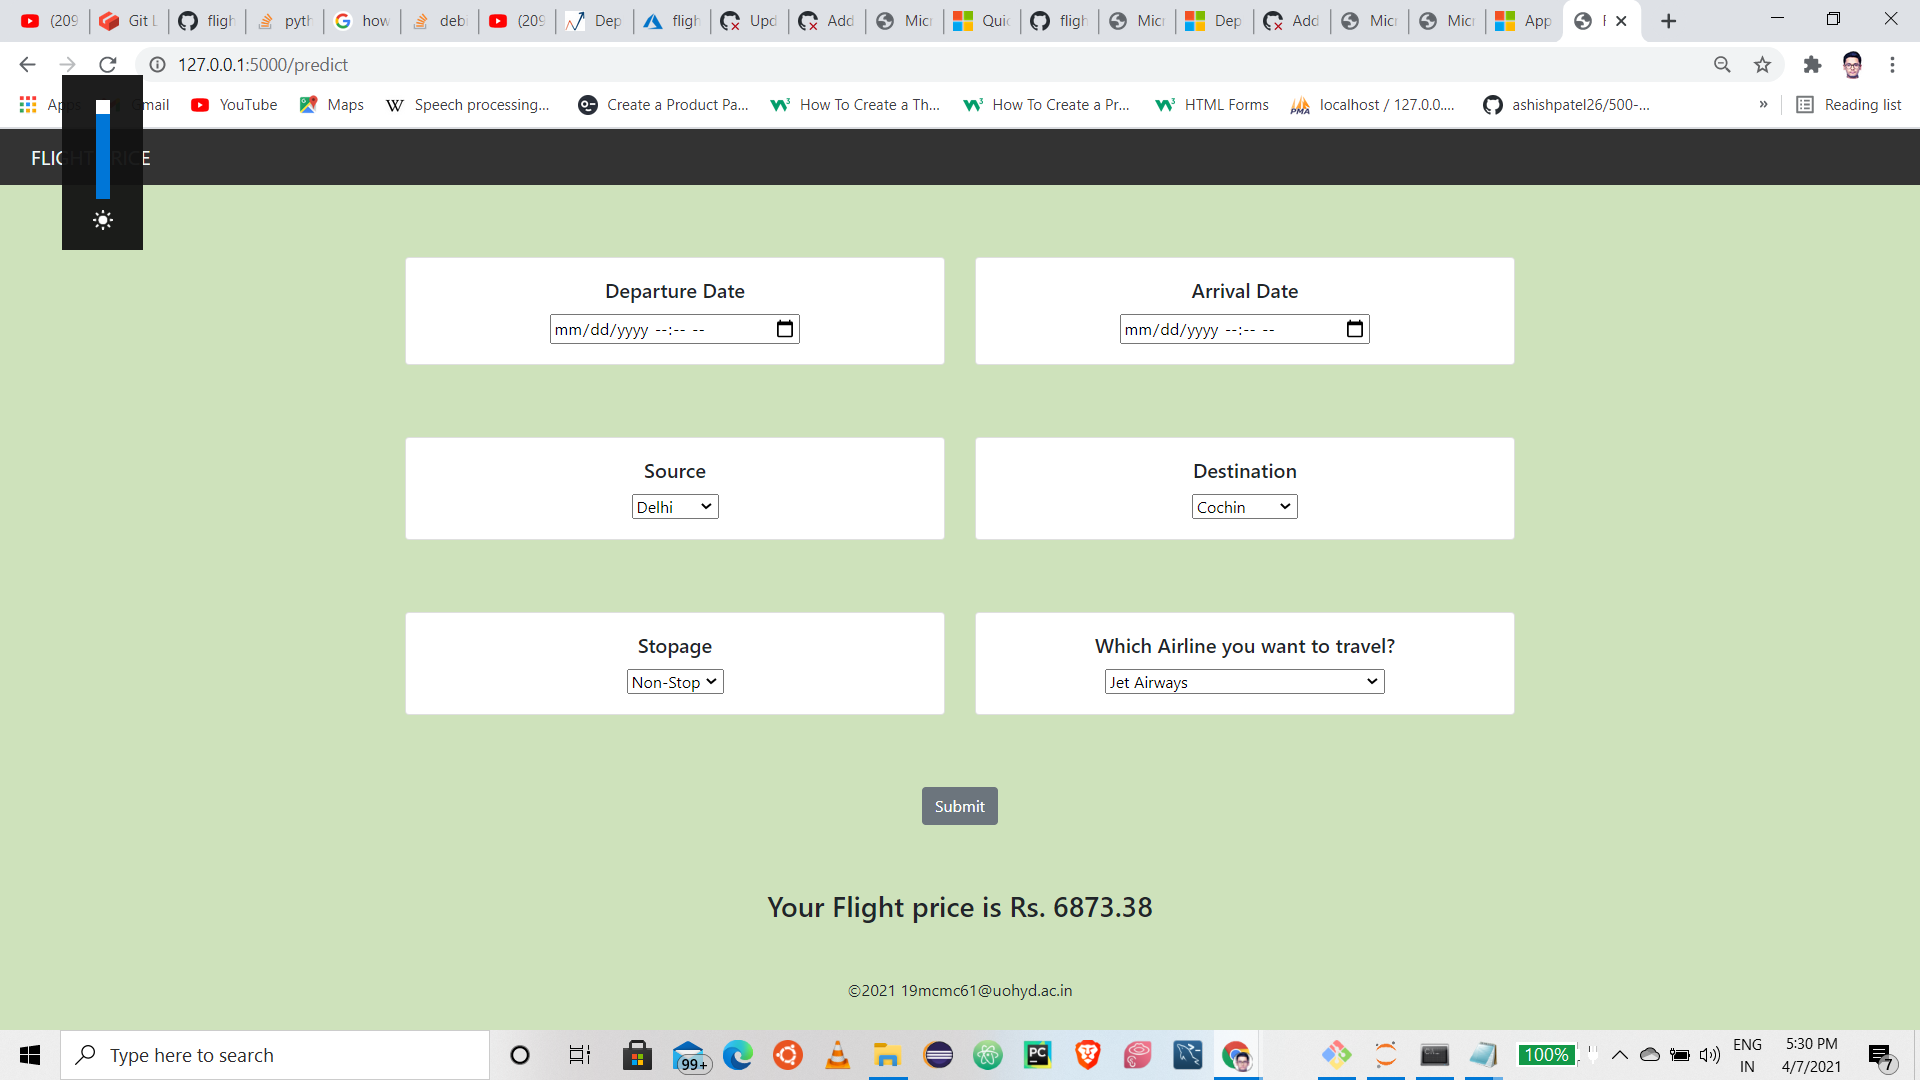 (209 Git L fligh pyth how debi (209 Dep fligh Upd Add Micr Quic fligh Micr Dep Add Micr Micr App
127.0.0.1:5000/predict
Apps Gmail YouTube Maps Speech processing... Create a Product Pa... How To Create a Th... How To Create a Pr... HTML Forms localhost / 127.0.0.... ashishpatel26/500-... » Reading list
FLIGHT PRICE
Departure Date Arrival Date
mm/dd/yyyy --:-- -- mm/dd/yyyy --:-- --
Source Destination
Delhi Cochin
Stopage Which Airline you want to travel?
Non-Stop Jet Airways
Submit
Your Flight price is Rs. 6873.38
©2021 19mcmc61@uohyd.ac.in
Type here to search 99+ PC 100% ENG IN 5:30 PM 4/7/2021 7